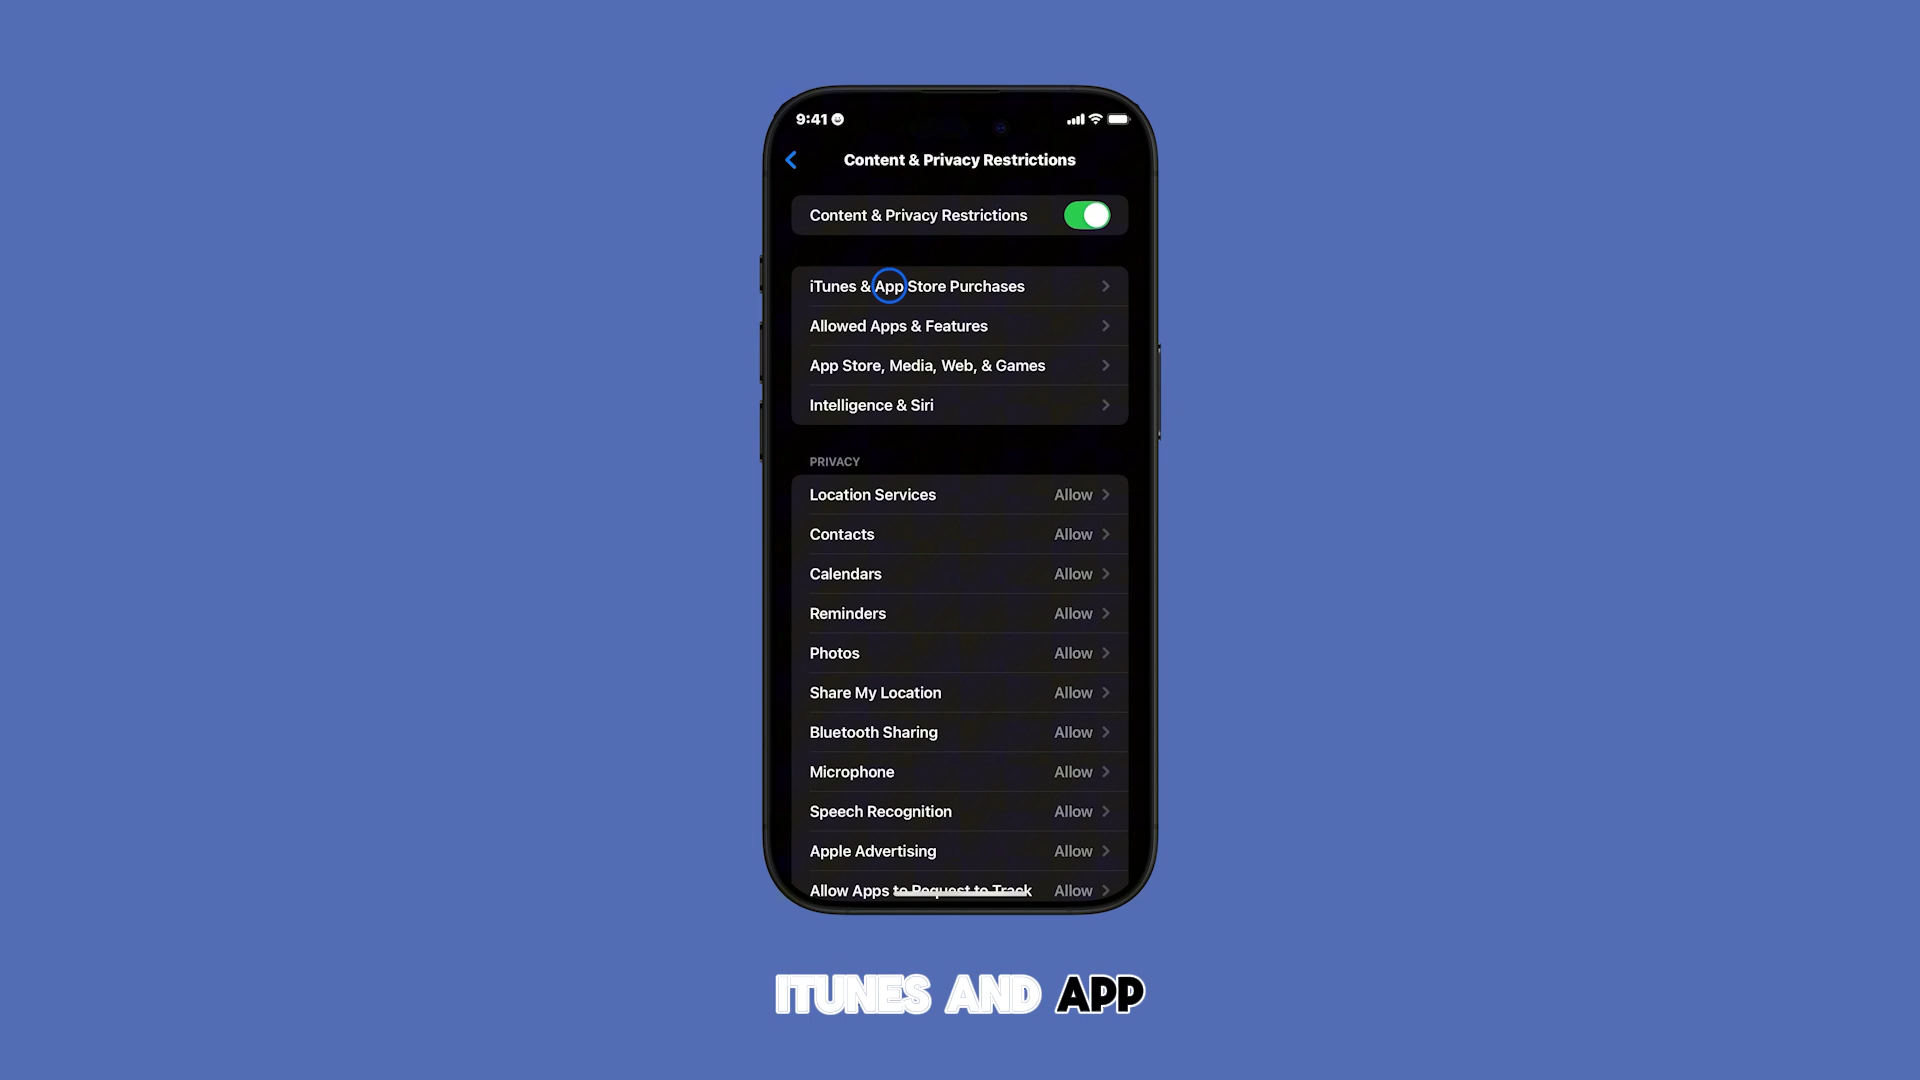 9:41
Content & Privacy Restrictions
Content & Privacy Restrictions
iTunes & App Store Purchases
Allowed Apps & Features
App Store, Media, Web, & Games
Intelligence & Siri
PRIVACY
Location Services Allow
Contacts Allow
Calendars Allow
Reminders Allow
Photos Allow
Share My Location Allow
Bluetooth Sharing Allow
Microphone Allow
Speech Recognition Allow
Apple Advertising Allow
Allow Apps to Request to Track Allow
ITUNES AND APP